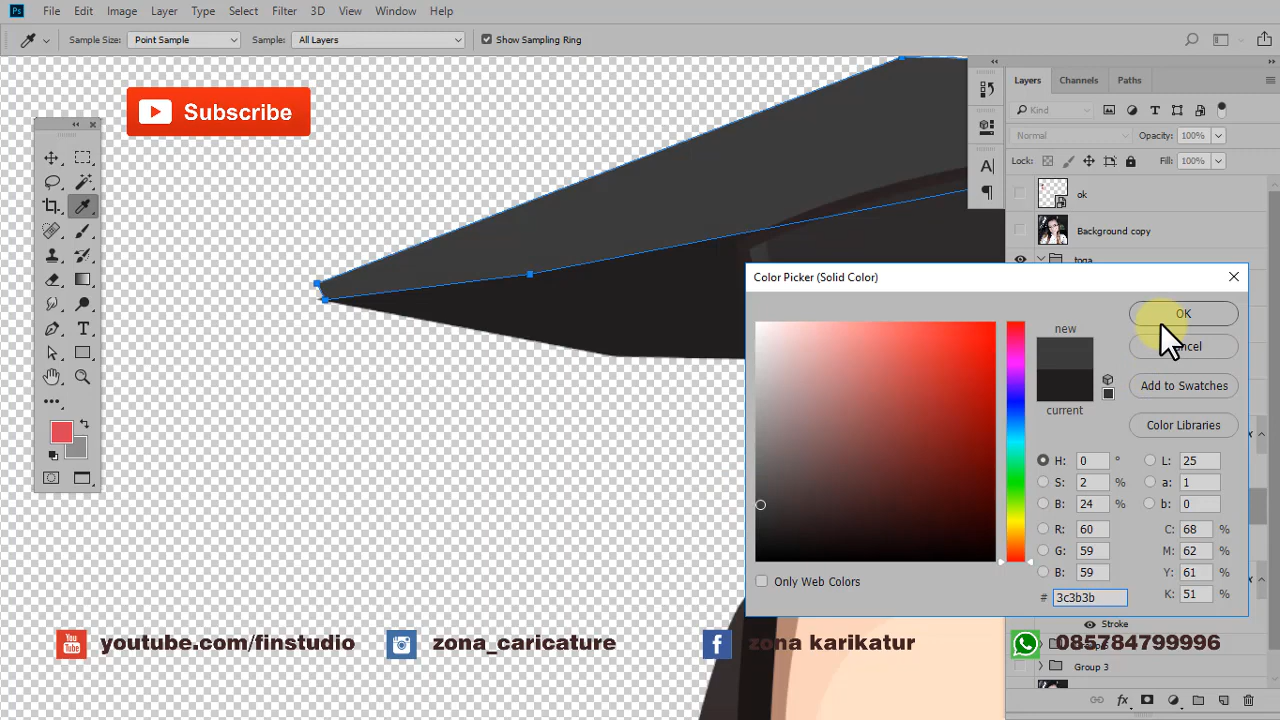 Ps File Edit Image Layer Type Select Filter 3D View Window Help
Sample Size: Point Sample Sample: All Layers Show Sampling Ring
Subscribe
Layers Channels Paths
Kind
Normal Opacity: 100%
Lock: Fill: 100%
ok
Background copy
toga
Color Picker (Solid Color)
new
current
OK
Add to Swatches
Color Libraries
H: 0 ° L: 25
S: 2 % a: 1
B: 24 % b: 0
R: 60 C: 68 %
G: 59 M: 62 %
B: 59 Y: 61 %
# 3c3b3b K: 51 %
Only Web Colors
Stroke
You Tube youtube.com/finstudio zona_caricature zona karikatur
Group 3